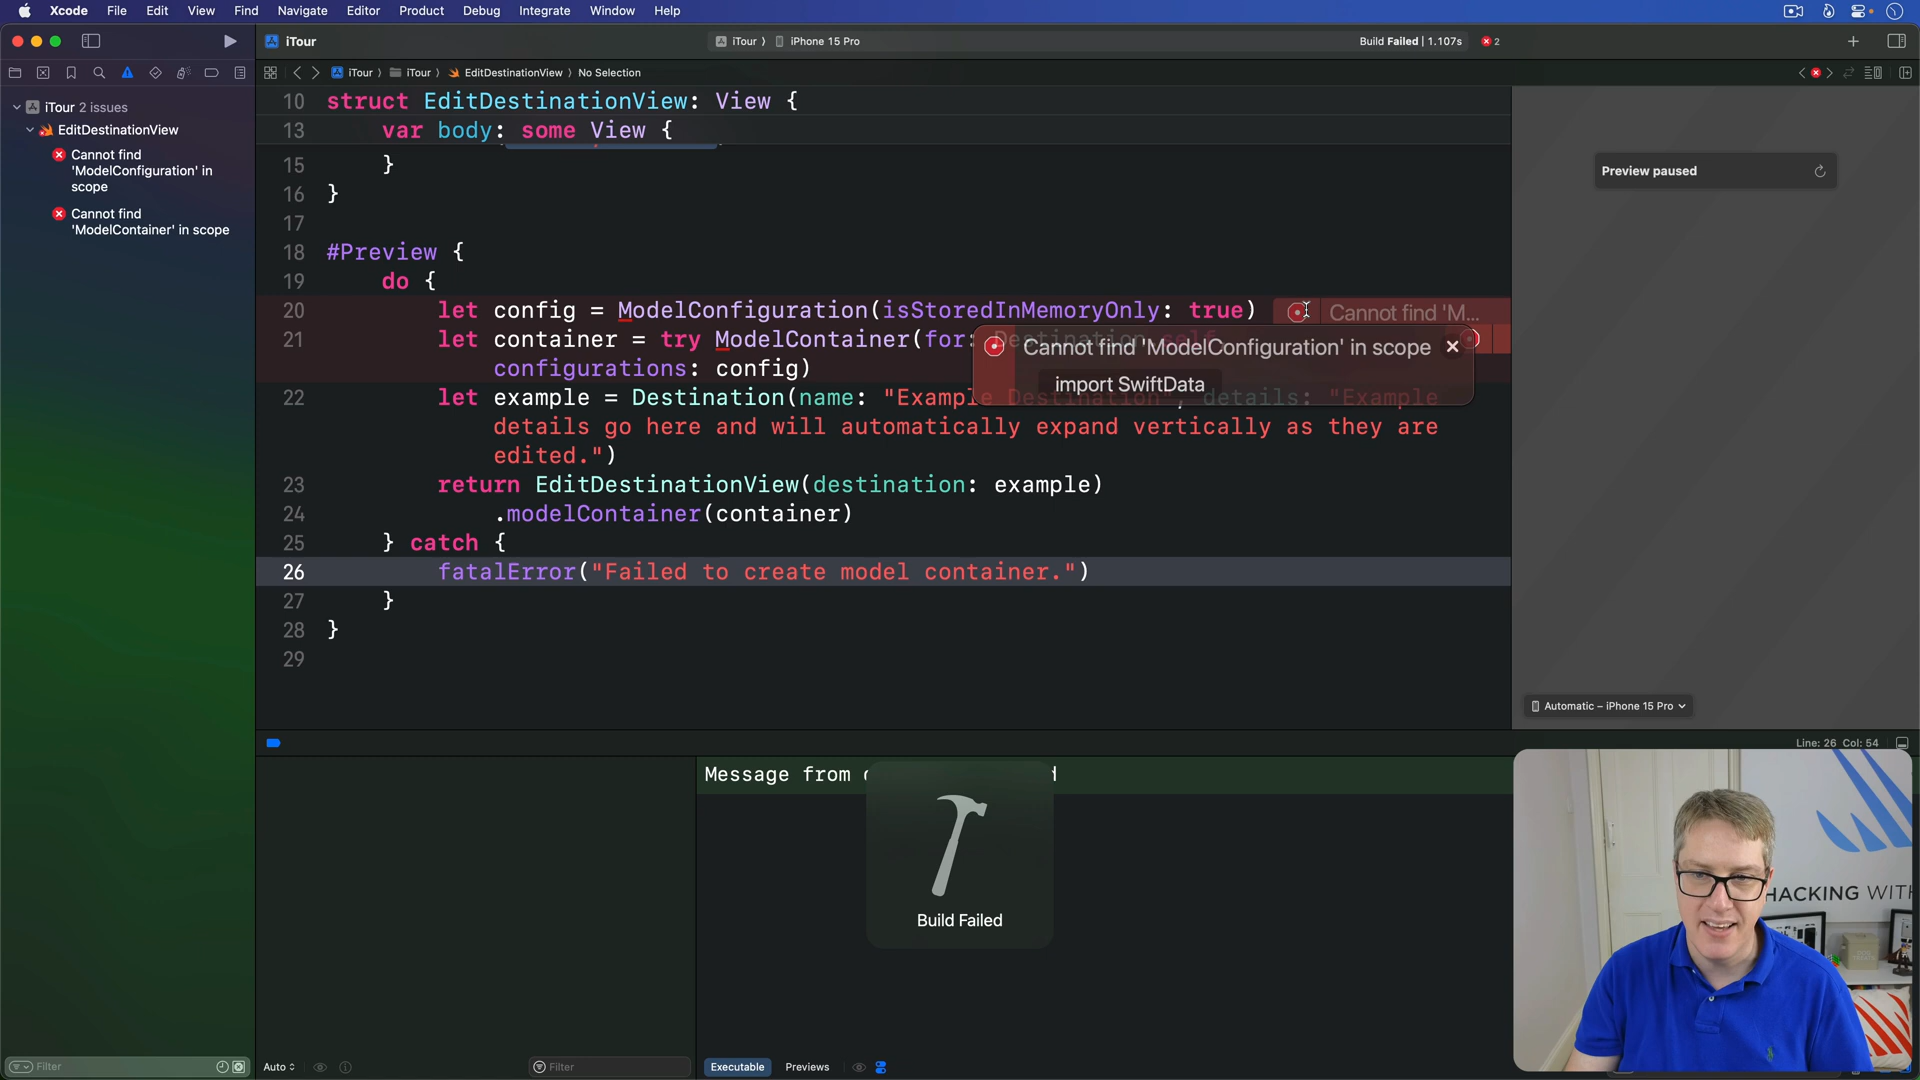 Xcode File Edit View Find Navigate Editor Product Debug Integrate Window Help
iTour
iTour iPhone 15 Pro
Build Failed | 1.107s 2
iTour iTour EditDestinationView No Selection
iTour 2 issues
EditDestinationView
Cannot find
'ModelConfiguration' in
scope
Cannot find
'ModelContainer' in scope
10 struct EditDestinationView: View {
13 var body: some View {
15 }
16 }
17
18 #Preview {
19 do {
20 let config = ModelConfiguration(isStoredInMemoryOnly: true) Cannot find 'M...
21 let container = try ModelContainer(for: Destination.self,
configurations: config)
Cannot find 'ModelConfiguration' in scope
import SwiftData
22 let example = Destination(name: "Example Destination", details: "Example
details go here and will automatically expand vertically as they are
edited.")
23 return EditDestinationView(destination: example)
24 .modelContainer(container)
25 } catch {
26 fatalError("Failed to create model container.")
27 }
28 }
29
Preview paused
Automatic – iPhone 15 Pro
Line: 26 Col: 54
Message from
Build Failed
HACKING WITH
Filter
Auto
Filter
Executable Previews